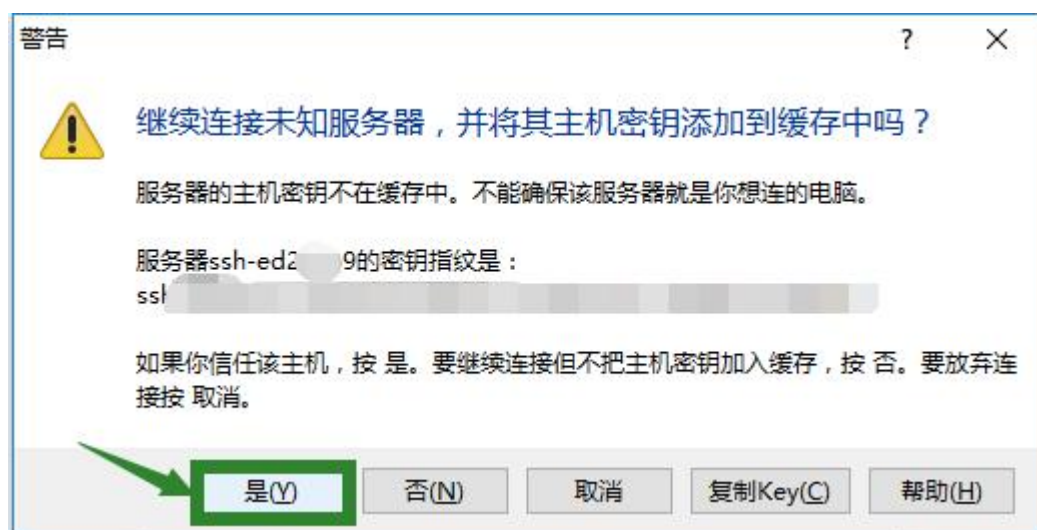 警告
?
继续连接未知服务器，并将其主机密钥添加到缓存中吗？
服务器的主机密钥不在缓存中。不能确保该服务器就是你想连的电脑。
服务器ssh-ed2 9的密钥指纹是：
ssh
如果你信任该主机，按 是。要继续连接但不把主机密钥加入缓存，按 否。要放弃连
接按 取消。
是(Y) 否(N) 取消 复制Key(C) 帮助(H)